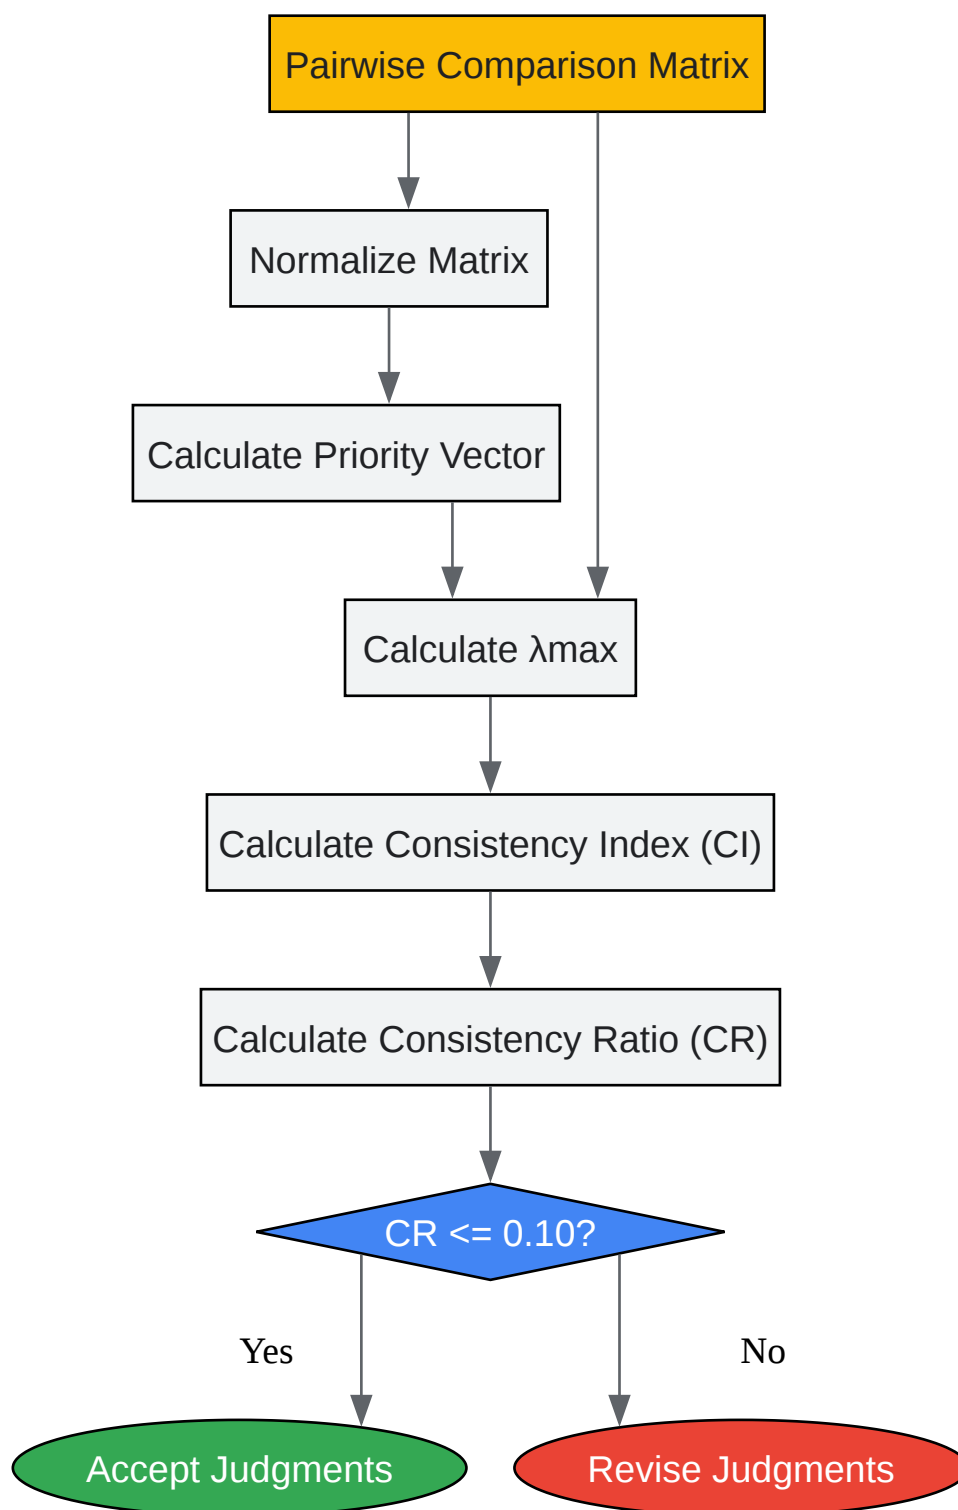 Pairwise Comparison Matrix
Normalize Matrix
Calculate Priority Vector
Calculate λmax
Calculate Consistency Index (CI)
Calculate Consistency Ratio (CR)
CR <= 0.10?
Yes
No
Accept Judgments
Revise Judgments